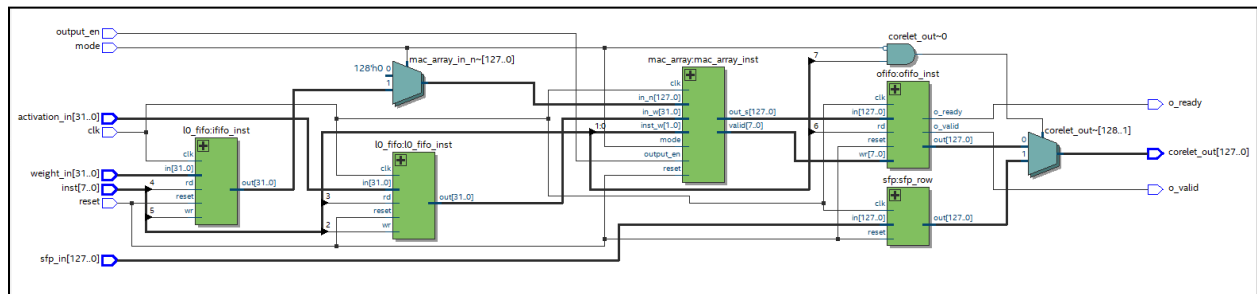 output_en
mode
activation_in[31..0]
clk
weight_in[31..0]
inst[7..0]
reset
sfp_in[127..0]
l0_fifo:ififo_inst
clk
in[31..0]
4
rd
out[31..0]
reset
5
wr
128'h0 0
1
mac_array_in_n~[127..0]
l0_fifo:l0_fifo_inst
clk
in[31..0]
3
rd
out[31..0]
reset
2
wr
mac_array:mac_array_inst
clk
in_n[127..0]
in_w[31..0]
out_s[127..0]
1:0
inst_w[1..0]
valid[7..0]
mode
output_en
reset
corelet_out~0
7
ofifo:ofifo_inst
clk
o_ready
in[127..0]
o_valid
6
rd
out[127..0]
reset
wr[7..0]
sfp:sfp_row
clk
in[127..0]
out[127..0]
reset
corelet_out~[128..1]
0
1
o_ready
corelet_out[127..0]
o_valid